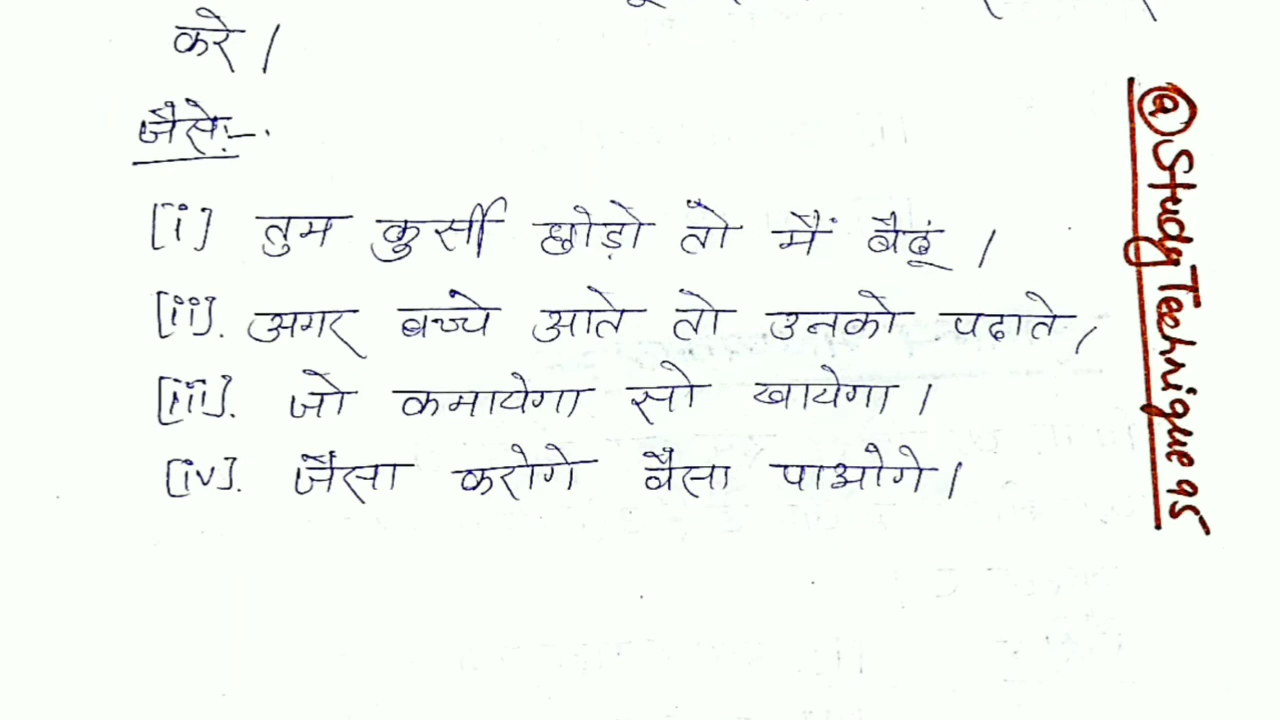 करे।
जैसे:-.
[i] तुम कुर्सी छोड़ो तो मैं बैठूं।
[ii]. अगर बच्चे आते तो उनको पढाते।
[iii]. जो कमायेगा सो खायेगा।
[iv]. जैसा करोगे वैसा पाओगे।
@StudyTechnique95